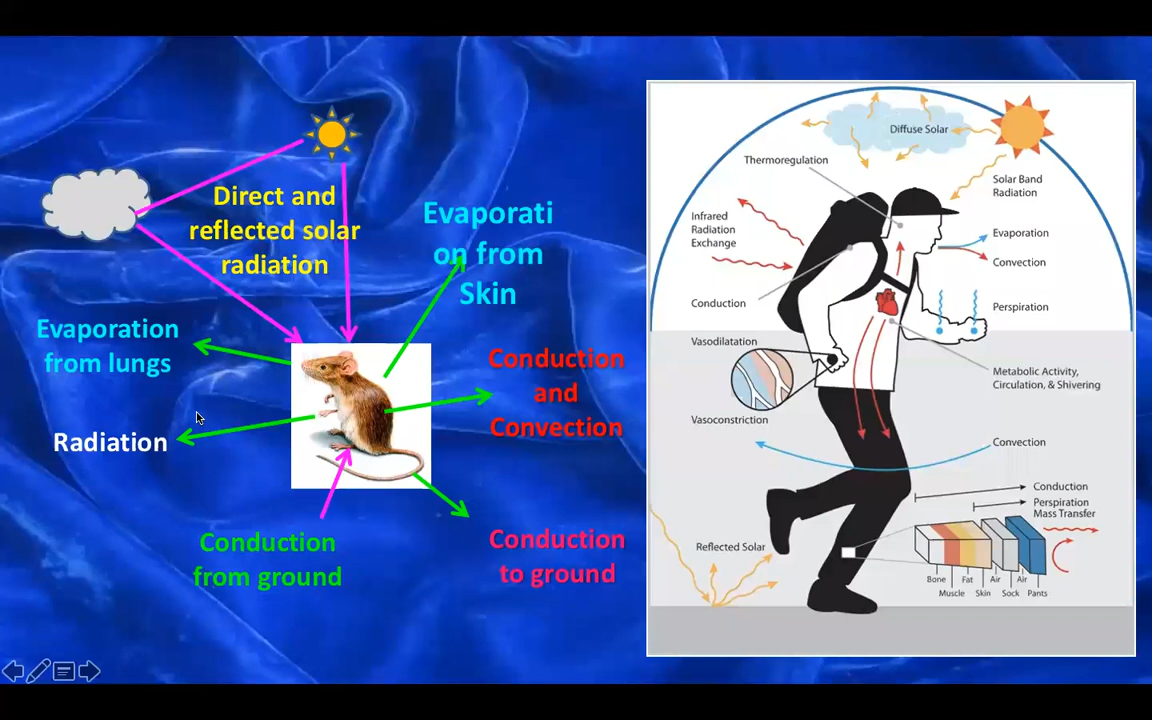 Direct and
reflected solar
radiation
Evaporati
on from
Skin
Evaporation
from lungs
Conduction
and
Convection
Radiation
Conduction
from ground
Conduction
to ground
Diffuse Solar
Thermoregulation
Solar Band
Radiation
Infrared
Radiation
Exchange
Evaporation
Convection
Conduction
Perspiration
Vasodilatation
Metabolic Activity,
Circulation, & Shivering
Vasoconstriction
Convection
Conduction
Perspiration
Mass Transfer
Reflected Solar
Bone
Fat
Air
Air
Muscle
Skin
Sock
Pants